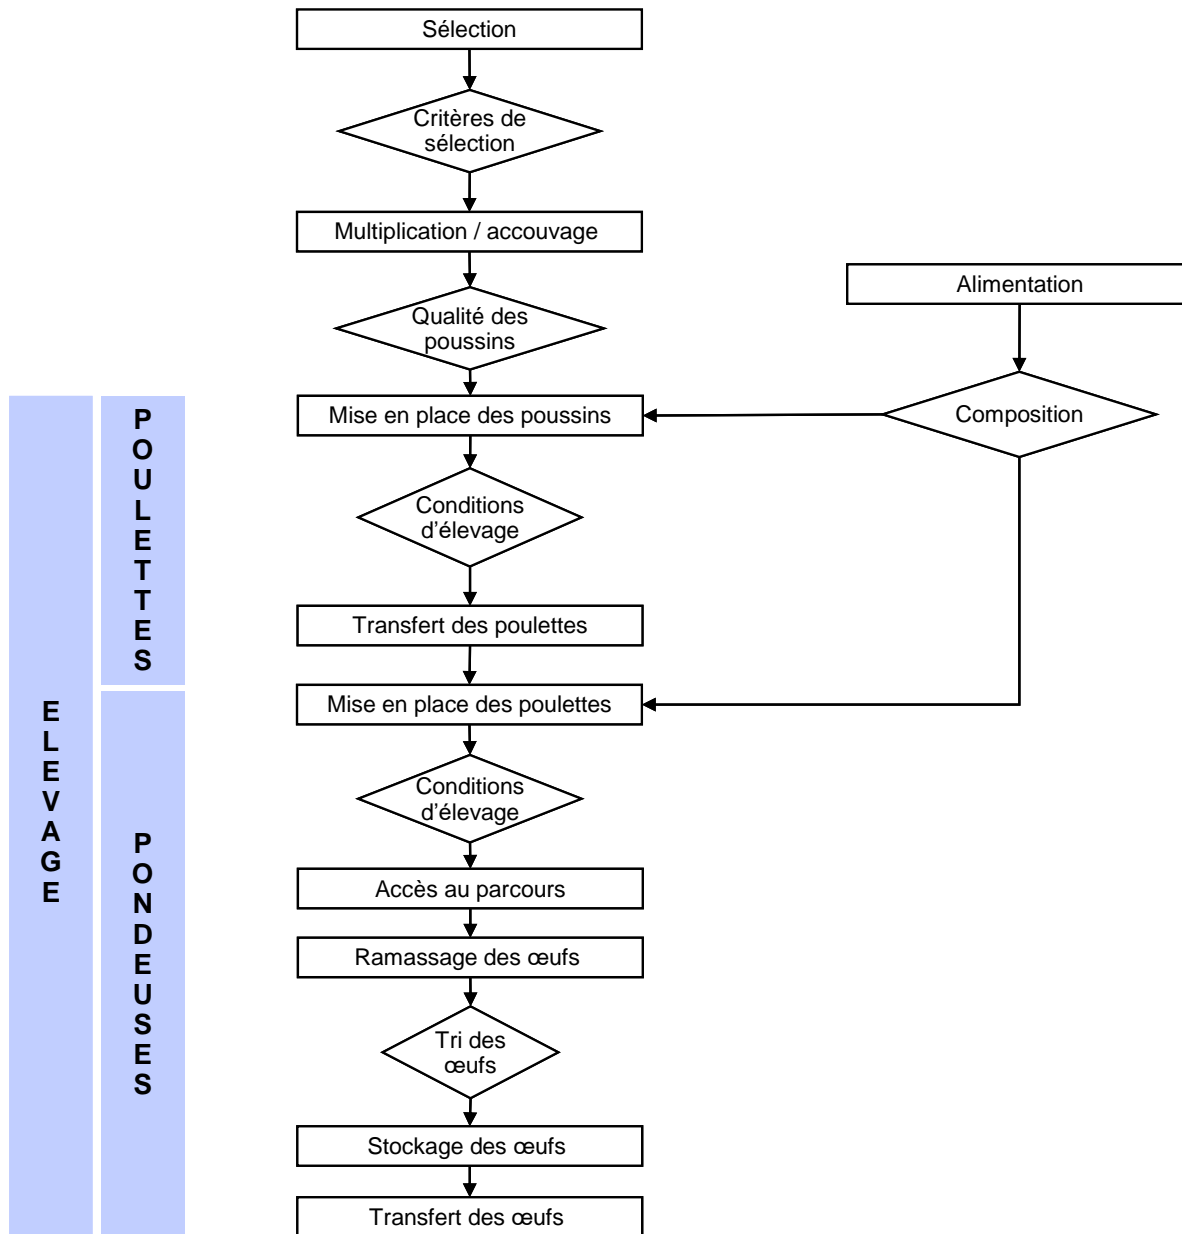 Sélection
Critères de
sélection
Multiplication / accouvage
Alimentation
Qualité des
poussins
Mise en place des poussins
Composition
POULETTES
Conditions
d'élevage
Transfert des poulettes
Mise en place des poulettes
ELEVAGE
Conditions
d'élevage
PONDEUSES
Accès au parcours
Ramassage des œufs
Tri des
œufs
Stockage des œufs
Transfert des œufs